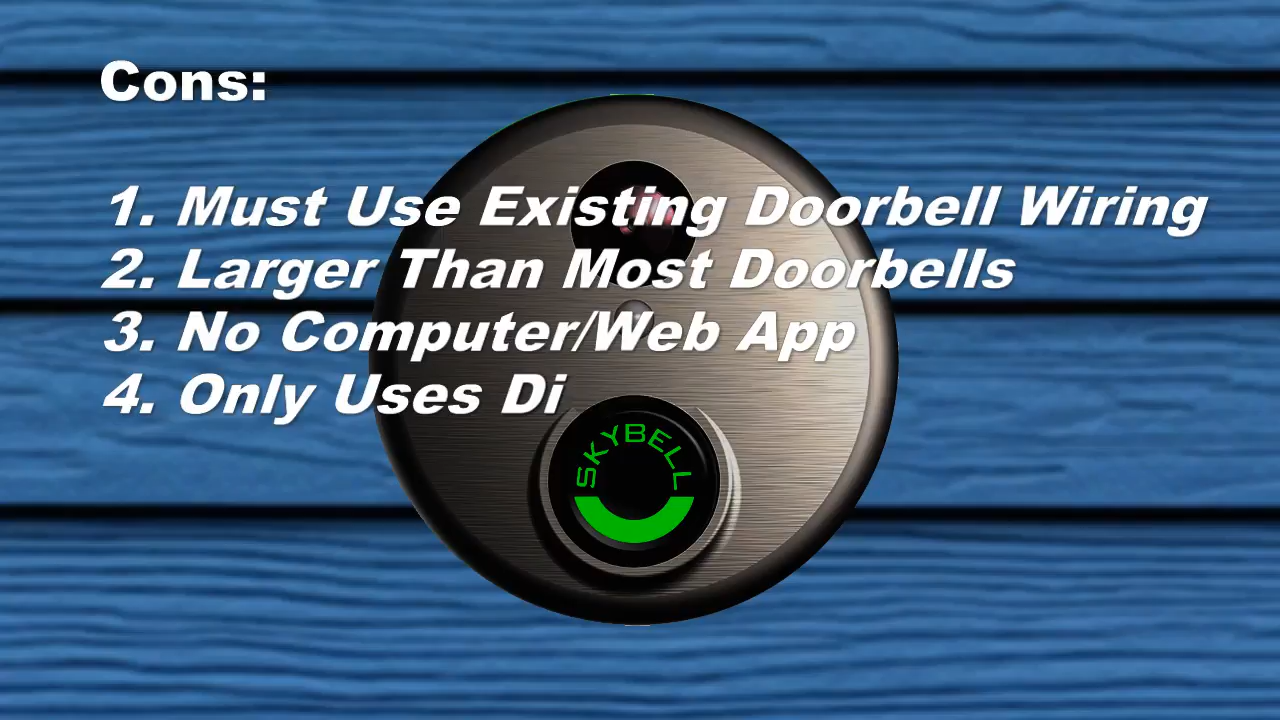 Cons:
1. Must Use Existing Doorbell Wiring
2. Larger Than Most Doorbells
3. No Computer/Web App
4. Only Uses Di
SKYBELL